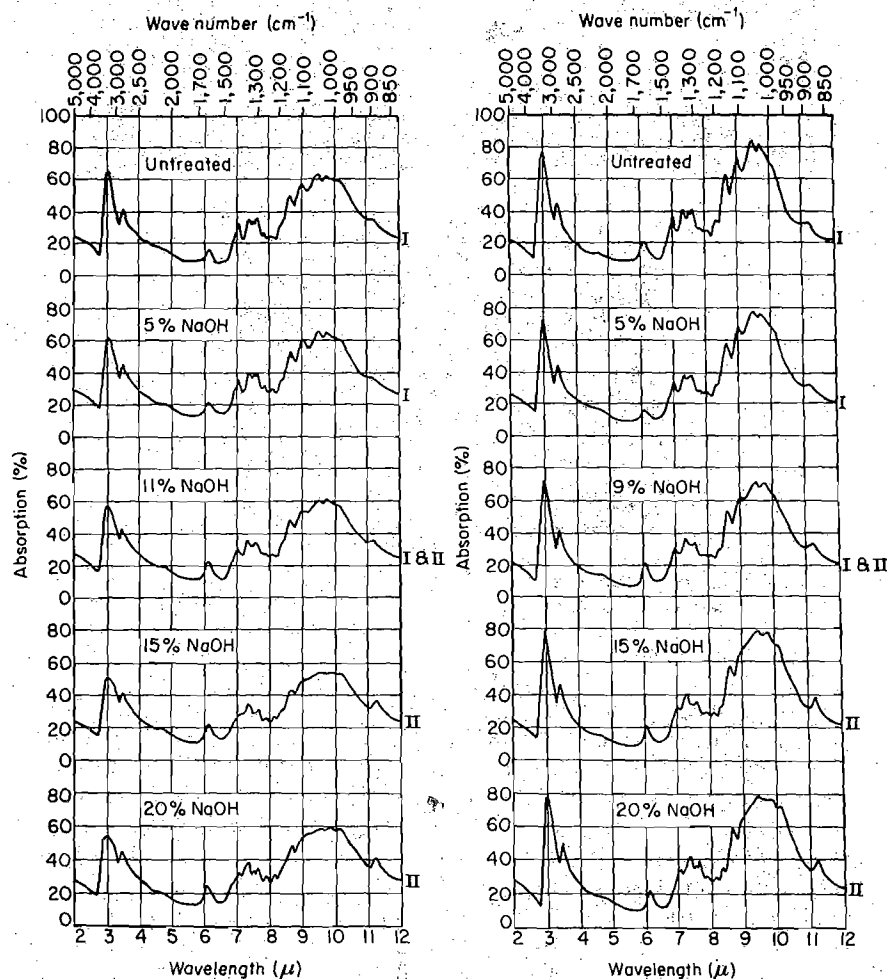 Wave number (cm⁻¹)
5,000 4,000 3,000 2,500 2,000 1,700 1,500 1,300 1,200 1,100 1,000 950 900 850
100
80
60
40
20
0
Untreated
I
80
60
40
20
0
5% NaOH
I
80
60
40
20
0
11% NaOH
I & II
80
60
40
20
0
15% NaOH
II
80
60
40
20
0
20% NaOH
II
Absorption (%)
2 3 4 5 6 7 8 9 10 11 12
Wavelength (μ)
Wave number (cm⁻¹)
5,000 4,000 3,000 2,500 2,000 1,700 1,500 1,300 1,200 1,100 1,000 950 900 850
80
60
40
20
0
Untreated
I
80
60
40
20
0
5% NaOH
I
80
60
40
20
0
9% NaOH
I & II
80
60
40
20
0
15% NaOH
II
80
60
40
20
0
20% NaOH
II
Absorption (%)
2 3 4 5 6 7 8 9 10 11 12
Wavelength (μ)